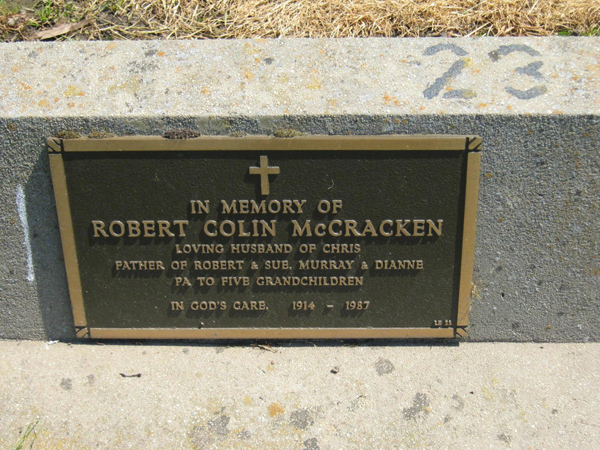 23
IN MEMORY OF
ROBERT COLIN McCRACKEN
LOVING HUSBAND OF CHRIS
FATHER OF ROBERT & SUE, MURRAY & DIANNE
PA TO FIVE GRANDCHILDREN
IN GOD'S CARE. 1914 - 1987